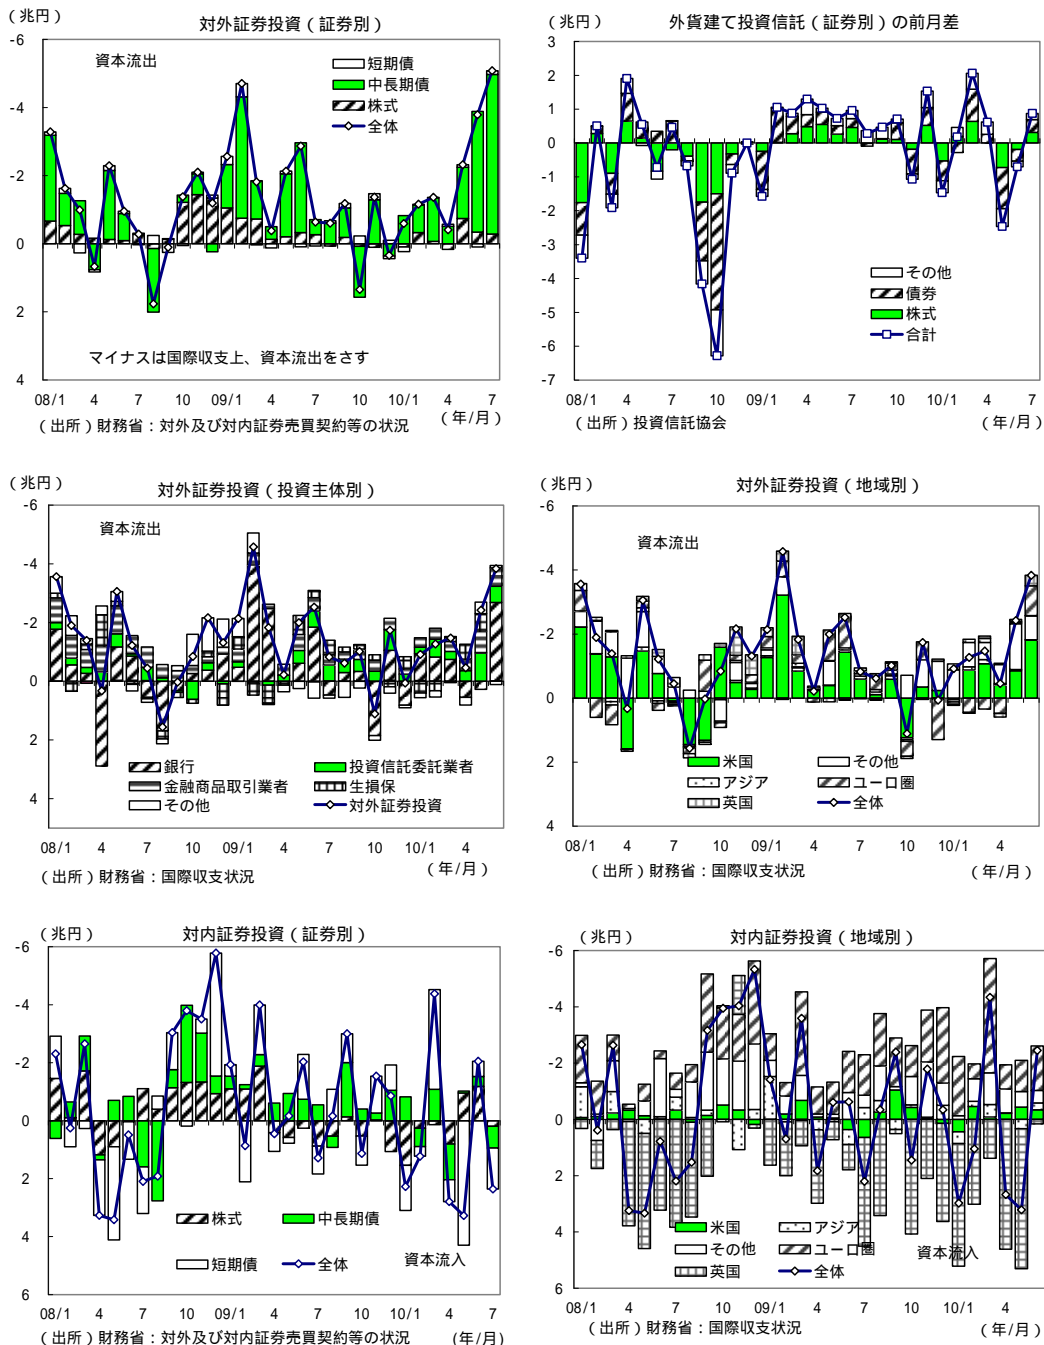 対外証券投資（証券別）
（兆円）
-6
-4
-2
0
2
4
資本流出
短期債
中長期債
株式
全体
マイナスは国際収支上、資本流出をさす
08/1 4 7 10 09/1 4 7 10 10/1 4 7
（年/月）
（出所）財務省：対外及び対内証券売買契約等の状況
外貨建て投資信託（証券別）の前月差
（兆円）
3
2
1
0
-1
-2
-3
-4
-5
-6
-7
その他
債券
株式
合計
08/1 4 7 10 09/1 4 7 10 10/1 4 7
（年/月）
（出所）投資信託協会
対外証券投資（投資主体別）
（兆円）
-6
-4
-2
0
2
4
資本流出
銀行 投資信託委託業者
金融商品取引業者 生損保
その他 対外証券投資
08/1 4 7 10 09/1 4 7 10 10/1 4
（年/月）
（出所）財務省：国際収支状況
対外証券投資（地域別）
（兆円）
-6
-4
-2
0
2
4
資本流出
米国 その他
アジア ユーロ圏
英国 全体
08/1 4 7 10 09/1 4 7 10 10/1 4
（年/月）
（出所）財務省：国際収支状況
対内証券投資（証券別）
（兆円）
-6
-4
-2
0
2
4
6
株式 中長期債
短期債 全体
資本流入
08/1 4 7 10 09/1 4 7 10 10/1 4 7
（出所）財務省：対外及び対内証券売買契約等の状況
(年/月)
対内証券投資（地域別）
（兆円）
-6
-4
-2
0
2
4
6
米国 アジア
その他 ユーロ圏
英国 全体
資本流入
08/1 4 7 10 09/1 4 7 10 10/1 4
（年/月）
（出所）財務省：国際収支状況